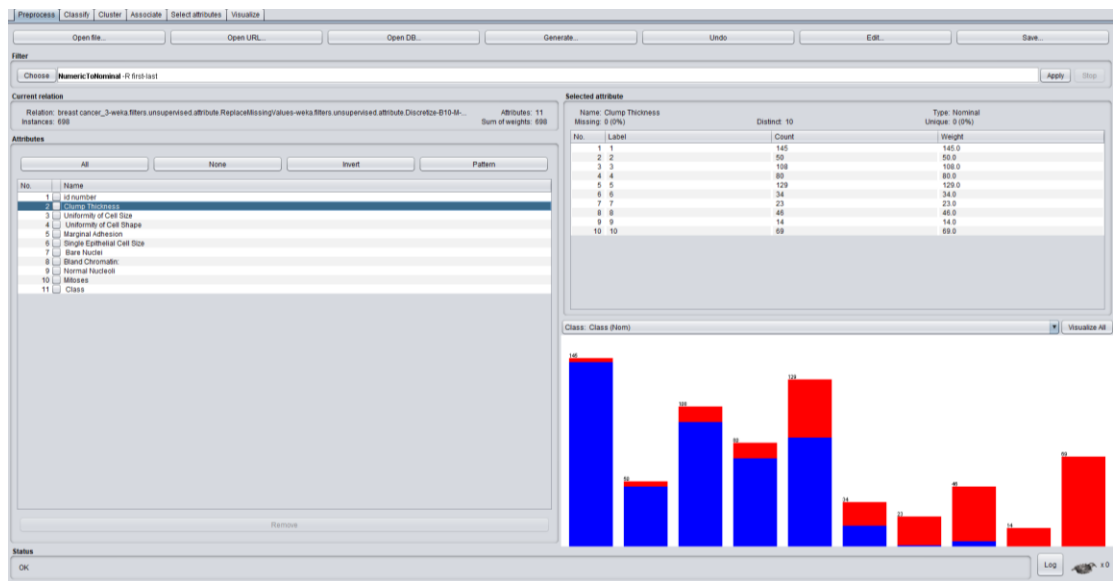 Preprocess Classify Cluster Associate Select attributes Visualize
Open file... Open URL... Open DB... Generate... Undo Edit... Save...
Filter
Choose NumericToNominal -R first-last Apply Stop
Current relation
Relation: breast cancer_3-weka.filters.unsupervised.attribute.ReplaceMissingValues-weka.filters.unsupervised.attribute.Discretize-B10-M-... Attributes: 11
Instances: 698 Sum of weights: 698
Attributes
All None Invert Pattern
No. Name
1 id number
2 Clump Thickness
3 Uniformity of Cell Size
4 Uniformity of Cell Shape
5 Marginal Adhesion
6 Single Epithelial Cell Size
7 Bare Nuclei
8 Bland Chromatin:
9 Normal Nucleoli
10 Mitoses
11 Class
Remove
Selected attribute
Name: Clump Thickness Type: Nominal
Missing: 0 (0%) Distinct: 10 Unique: 0 (0%)
No. Label Count Weight
1 1 145 145.0
2 2 50 50.0
3 3 108 108.0
4 4 80 80.0
5 5 129 129.0
6 6 34 34.0
7 7 23 23.0
8 8 46 46.0
9 9 14 14.0
10 10 69 69.0
Class: Class (Nom) Visualize All
145
50
108
80
129
34
23
46
14
69
Status
OK Log x 0